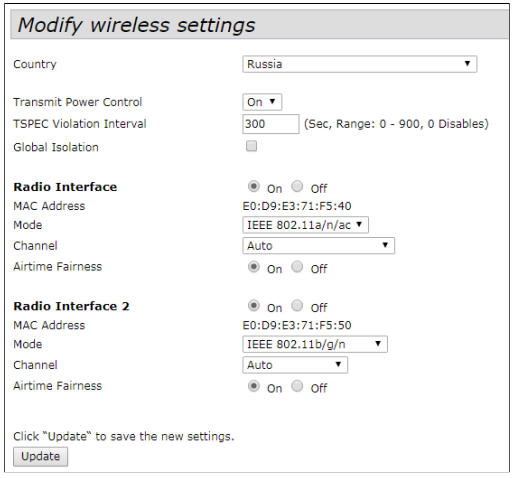 Modify wireless settings
Country Russia
Transmit Power Control On
TSPEC Violation Interval 300 (Sec, Range: 0 - 900, 0 Disables)
Global Isolation
Radio Interface On Off
MAC Address E0:D9:E3:71:F5:40
Mode IEEE 802.11a/n/ac
Channel Auto
Airtime Fairness On Off
Radio Interface 2 On Off
MAC Address E0:D9:E3:71:F5:50
Mode IEEE 802.11b/g/n
Channel Auto
Airtime Fairness On Off
Click "Update" to save the new settings.
Update